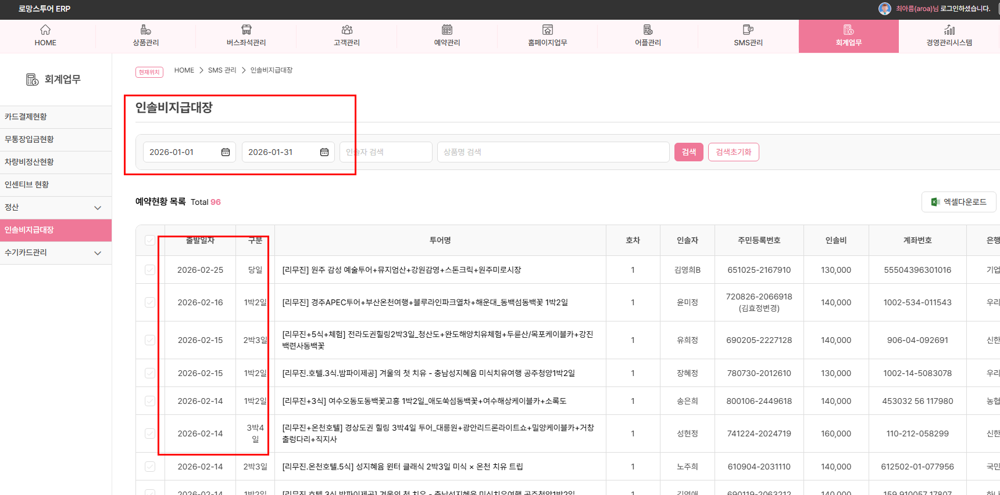 로망스투어 ERP
최아름(aroa)님 로그인하셨습니다.
HOME
상품관리
버스좌석관리
고객관리
예약관리
홈페이지업무
어플관리
SMS관리
회계업무
경영관리시스템
회계업무
카드결제현황
무통장입금현황
차량비정산현황
인센티브 현황
정산
인솔비지급대장
수기카드관리
현재위치 HOME > SMS 관리 > 인솔비지급대장
인솔비지급대장
2026-01-01 2026-01-31 인솔자 검색 상품명 검색 검색 검색초기화
예약현황 목록 Total 96
엑셀다운로드
출발일자 구분 투어명 호차 인솔자 주민등록번호 인솔비 계좌번호 은행
2026-02-25 당일 [리무진] 원주 감성 예술투어+뮤지엄산+강원감영+스톤크릭+원주미로시장 1 김영희B 651025-2167910 130,000 55504396301016 기업
2026-02-16 1박2일 [리무진] 경주APEC투어+부산온천여행+블루라인파크열차+해운대_동백섬동백꽃 1박2일 1 윤미정 720826-2066918
(김효정변경) 140,000 1002-534-011543 우리
2026-02-15 2박3일 [리무진+5식+체험] 전라도권힐링2박3일_청산도+완도해양치유체험+두륜산/목포케이블카+강진
백련사동백꽃 1 유희정 690205-2227128 140,000 906-04-092691 신한
2026-02-15 1박2일 [리무진.호텔.3식.밤파이제공] 겨울의 첫 치유 - 충남성지혜윰 미식치유여행 공주청양1박2일 1 장혜정 780730-2012610 130,000 1002-14-5083078 우리
2026-02-14 1박2일 [리무진+3식] 여수오동도동백꽃고흥 1박2일_애도쑥섬동백꽃+여수해상케이블카+소록도 1 송은희 800106-2449618 140,000 453032 56 117980 농협
2026-02-14 3박4
일 [리무진+온천호텔] 경상도권 힐링 3박4일 투어_대릉원+광안리드론라이트쇼+밀양케이블카+거창
출렁다리+직지사 1 성현정 741224-2024719 160,000 110-212-058299 신한
2026-02-14 2박3일 [리무진.온천호텔.5식] 성지혜윰 윈터 클래식 2박3일 미식 × 온천 치유 트립 1 노주희 610904-2031110 140,000 612502-01-077956 국민
2026-02-14 1박2일 [리무진.호텔.3식.밤파이제공] 겨울의 첫 치유 - 충남성지혜윰 미식치유여행 공주청양1박2일 1 690119-2063212 140,000 159 910057 17807